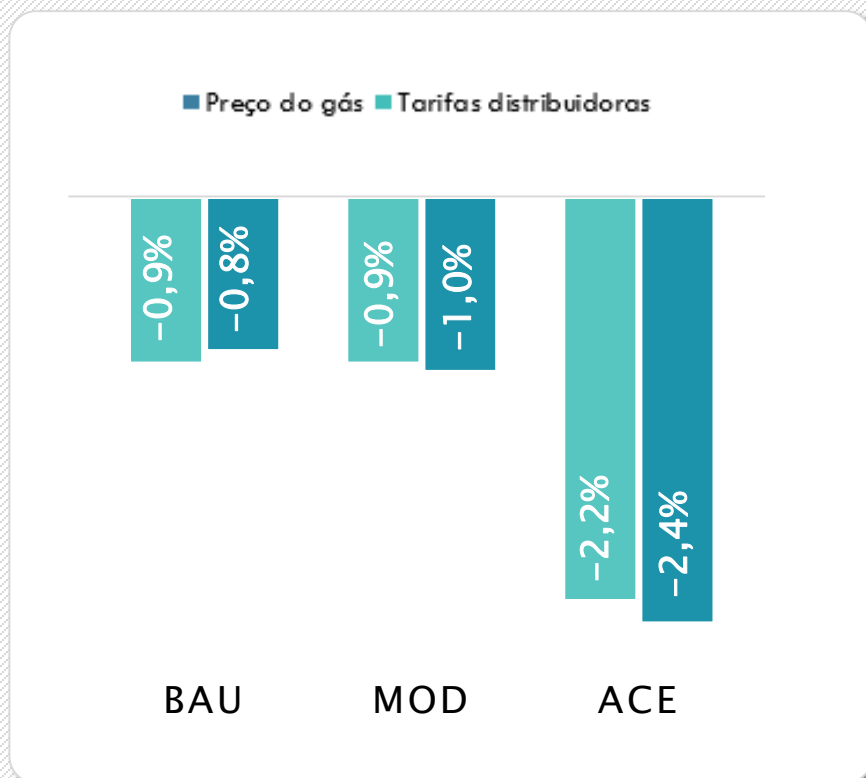 Preço do gás Tarifas distribuidoras
-0,9% -0,8% -0,9% -1,0% -2,2% -2,4%
BAU MOD ACE